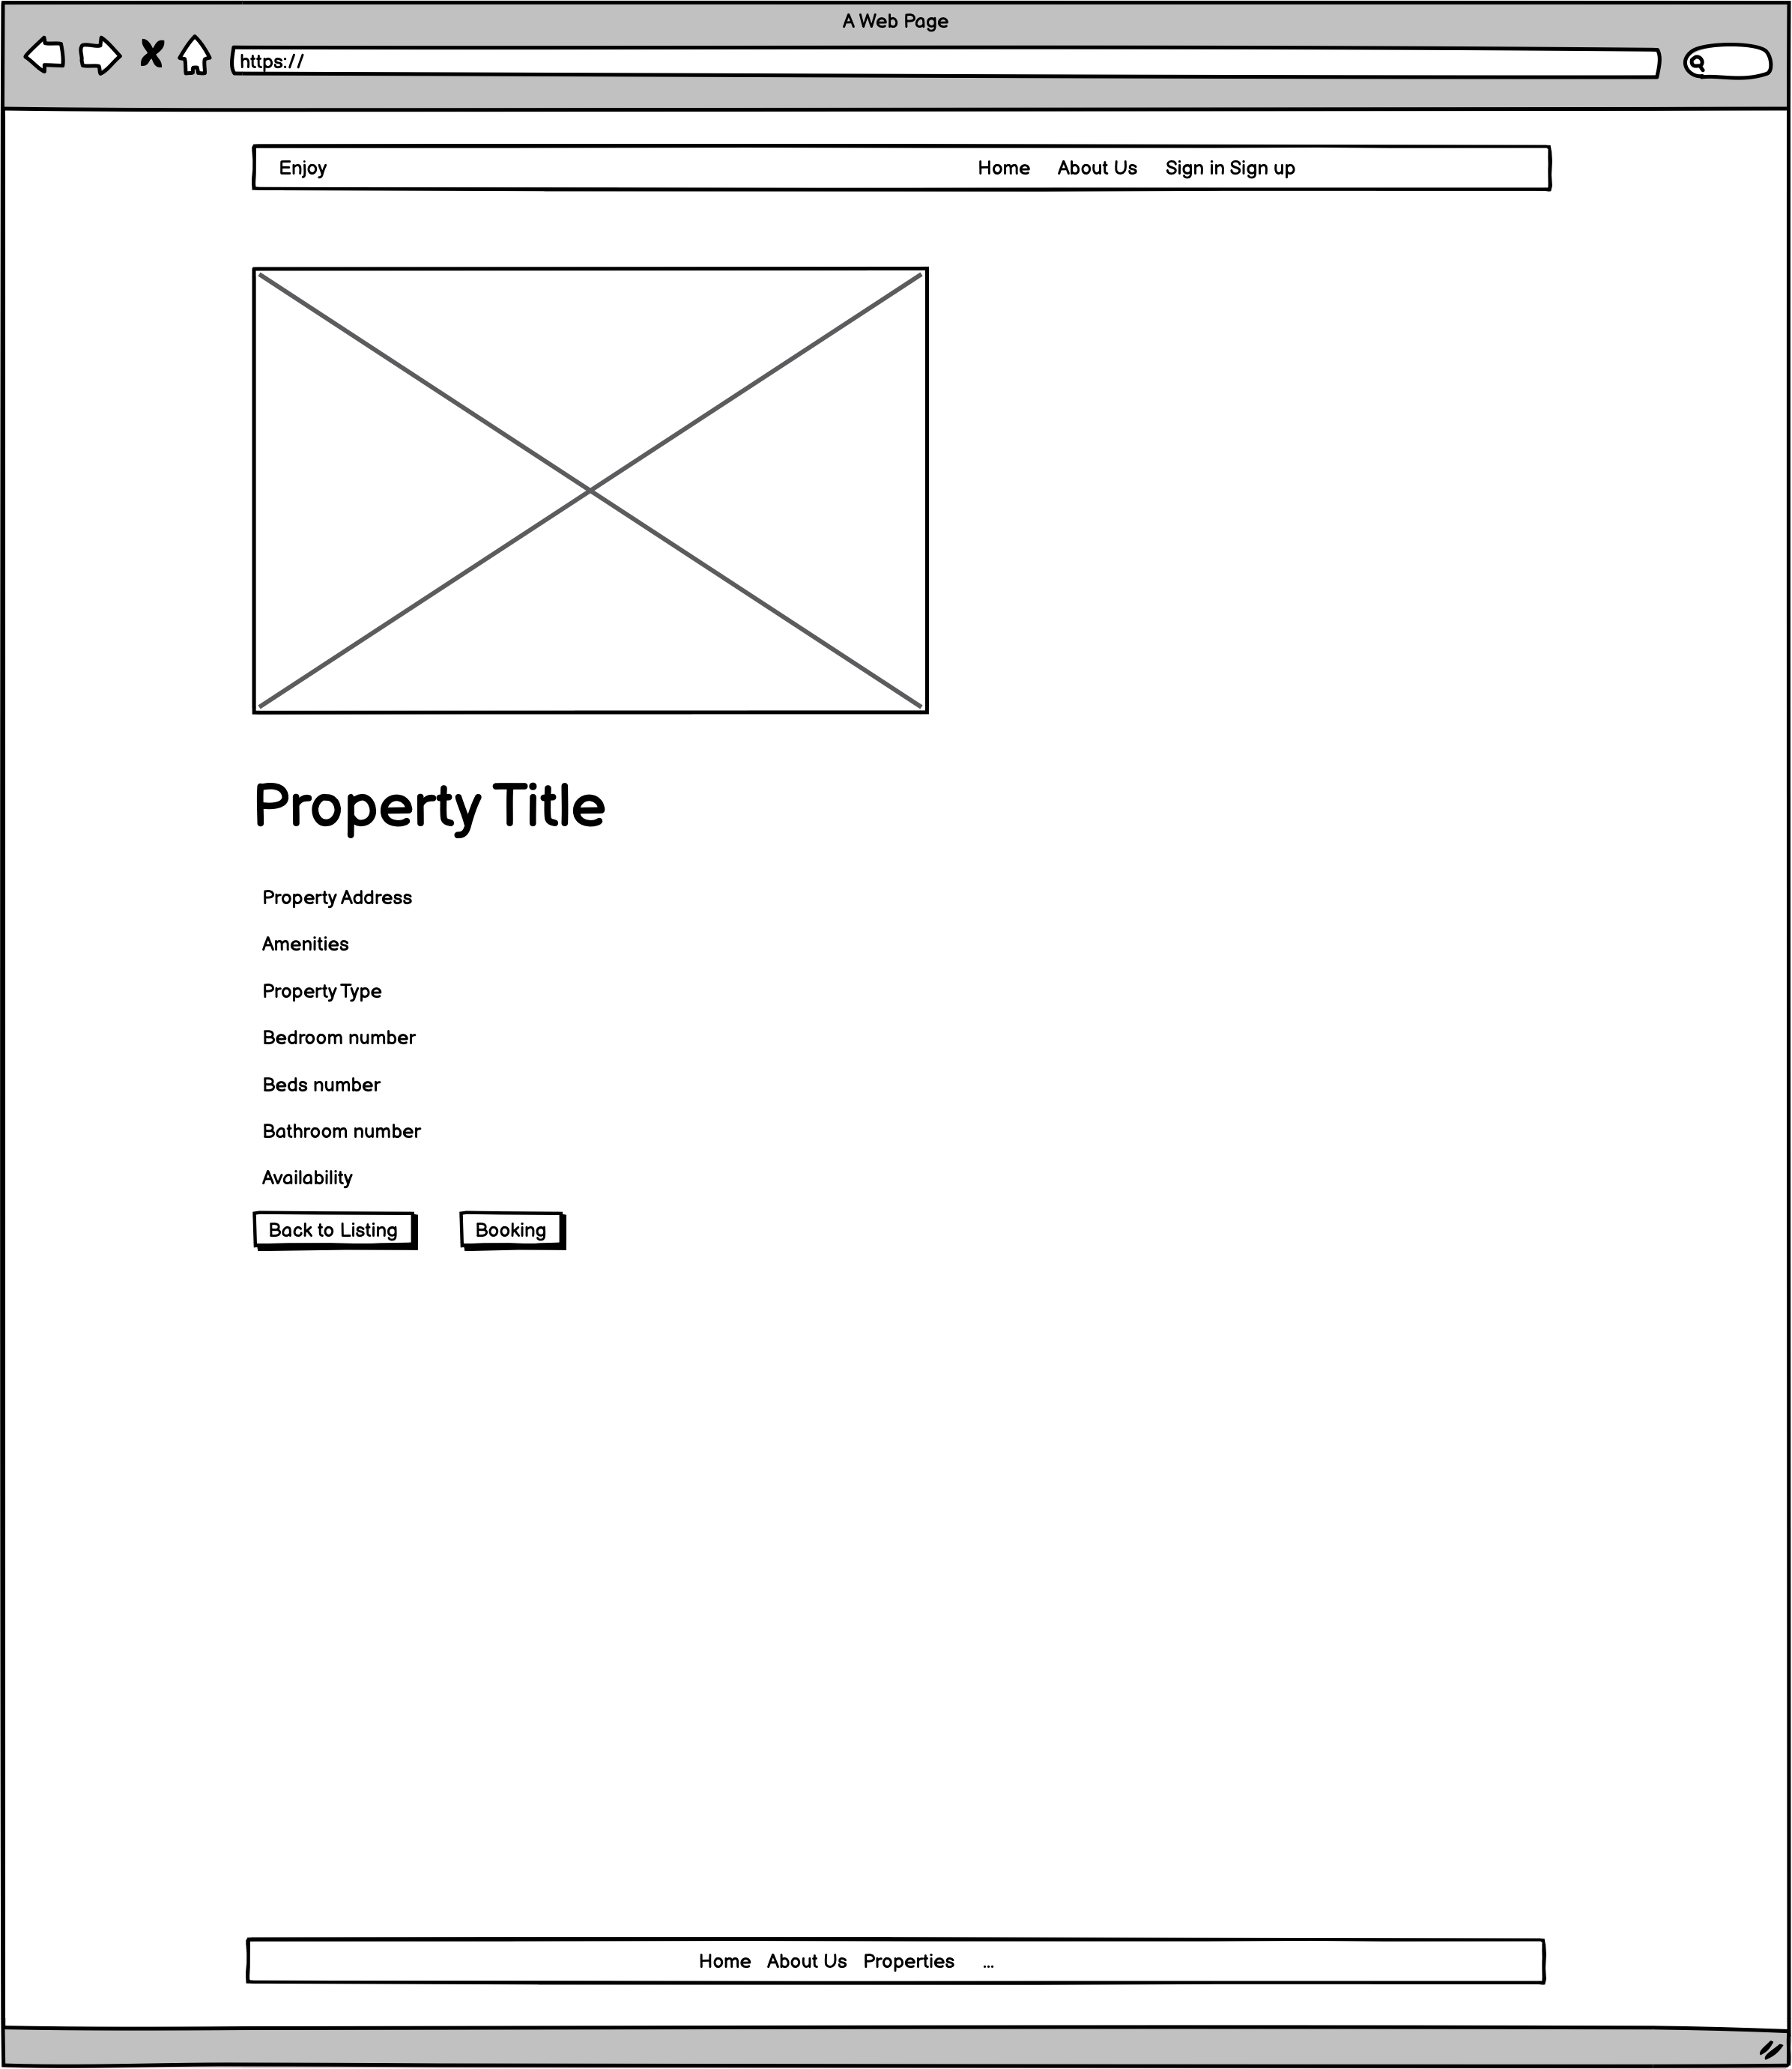 A Web Page
https://
Enjoy Home About Us Sign in Sign up
Property Title
Property Address
Amenities
Property Type
Bedroom number
Beds number
Bathroom number
Availability
Back to Listing Booking
Home About Us Properties ...